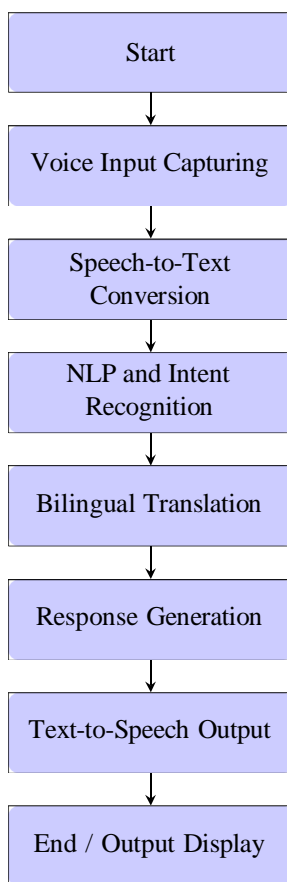 Start
Voice Input Capturing
Speech-to-Text
Conversion
NLP and Intent
Recognition
Bilingual Translation
Response Generation
Text-to-Speech Output
End / Output Display